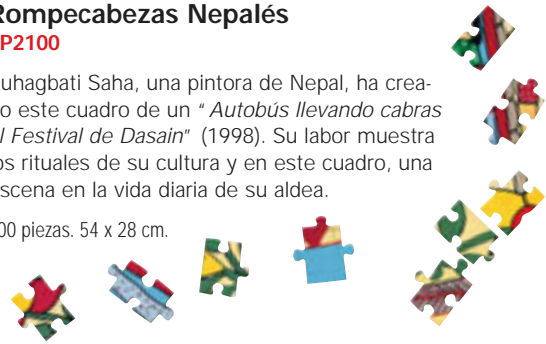 Rompecabezas Nepalés
P2100
uhagbati Saha, una pintora de Nepal, ha crea-
o este cuadro de un "Autobús llevando cabras
l Festival de Dasain" (1998). Su labor muestra
os rituales de su cultura y en este cuadro, una
scena en la vida diaria de su aldea.
00 piezas. 54 x 28 cm.